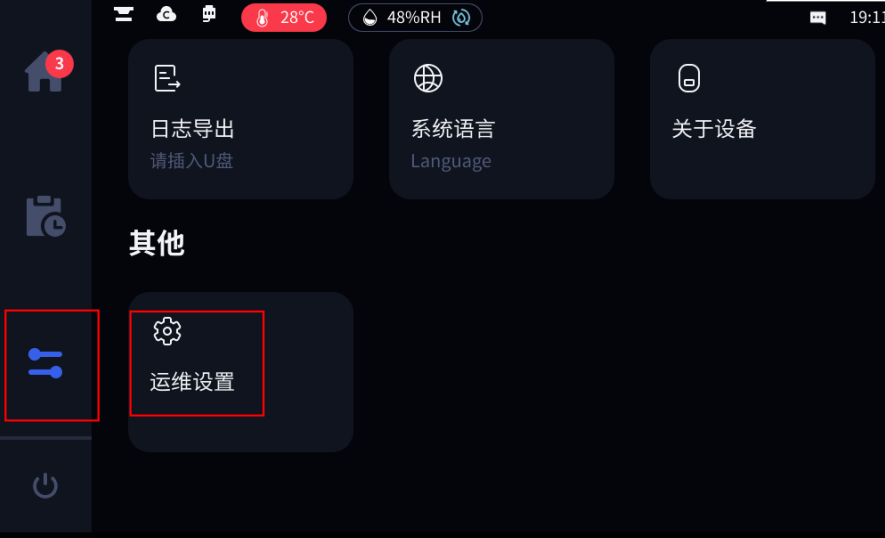 28°C
48%RH
19:11
3
日志导出
请插入U盘
系统语言
Language
关于设备
其他
运维设置